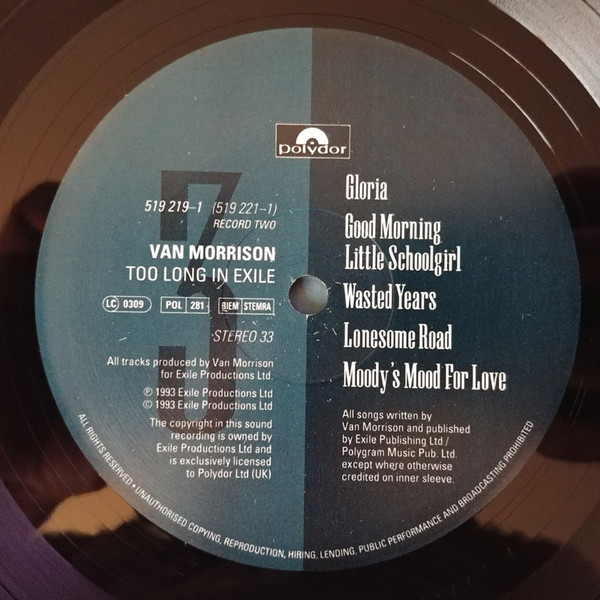 polydor
3
519 219-1 (519 221-1)
RECORD TWO
VAN MORRISON
TOO LONG IN EXILE
LC 0309 POL 281 BIEM STEMRA
STEREO 33
All tracks produced by Van Morrison
for Exile Productions Ltd.
℗ 1993 Exile Productions Ltd
© 1993 Exile Productions Ltd.
The copyright in this sound
recording is owned by
Exile Productions Ltd and
is exclusively licensed
to Polydor Ltd (UK)
Gloria
Good Morning
Little Schoolgirl
Wasted Years
Lonesome Road
Moody's Mood For Love
All songs written by
Van Morrison and published
by Exile Publishing Ltd /
Polygram Music Pub. Ltd.
except where otherwise
credited on inner sleeve.
ALL RIGHTS RESERVED • UNAUTHORISED COPYING, REPRODUCTION, HIRING, LENDING, PUBLIC PERFORMANCE AND BROADCASTING PROHIBITED